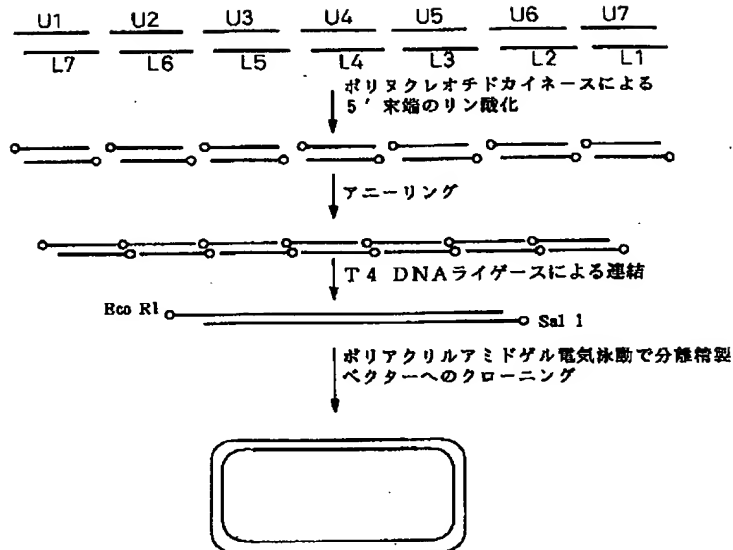 U1 U2 U3 U4 U5 U6 U7
L7 L6 L5 L4 L3 L2 L1
ポリヌクレオチドカイネースによる
5'末端のリン酸化
アニーリング
T4 DNAライゲースによる連結
Eco RI
Sal 1
ポリアクリルアミドゲル電気泳動で分離精製
ベクターへのクローニング